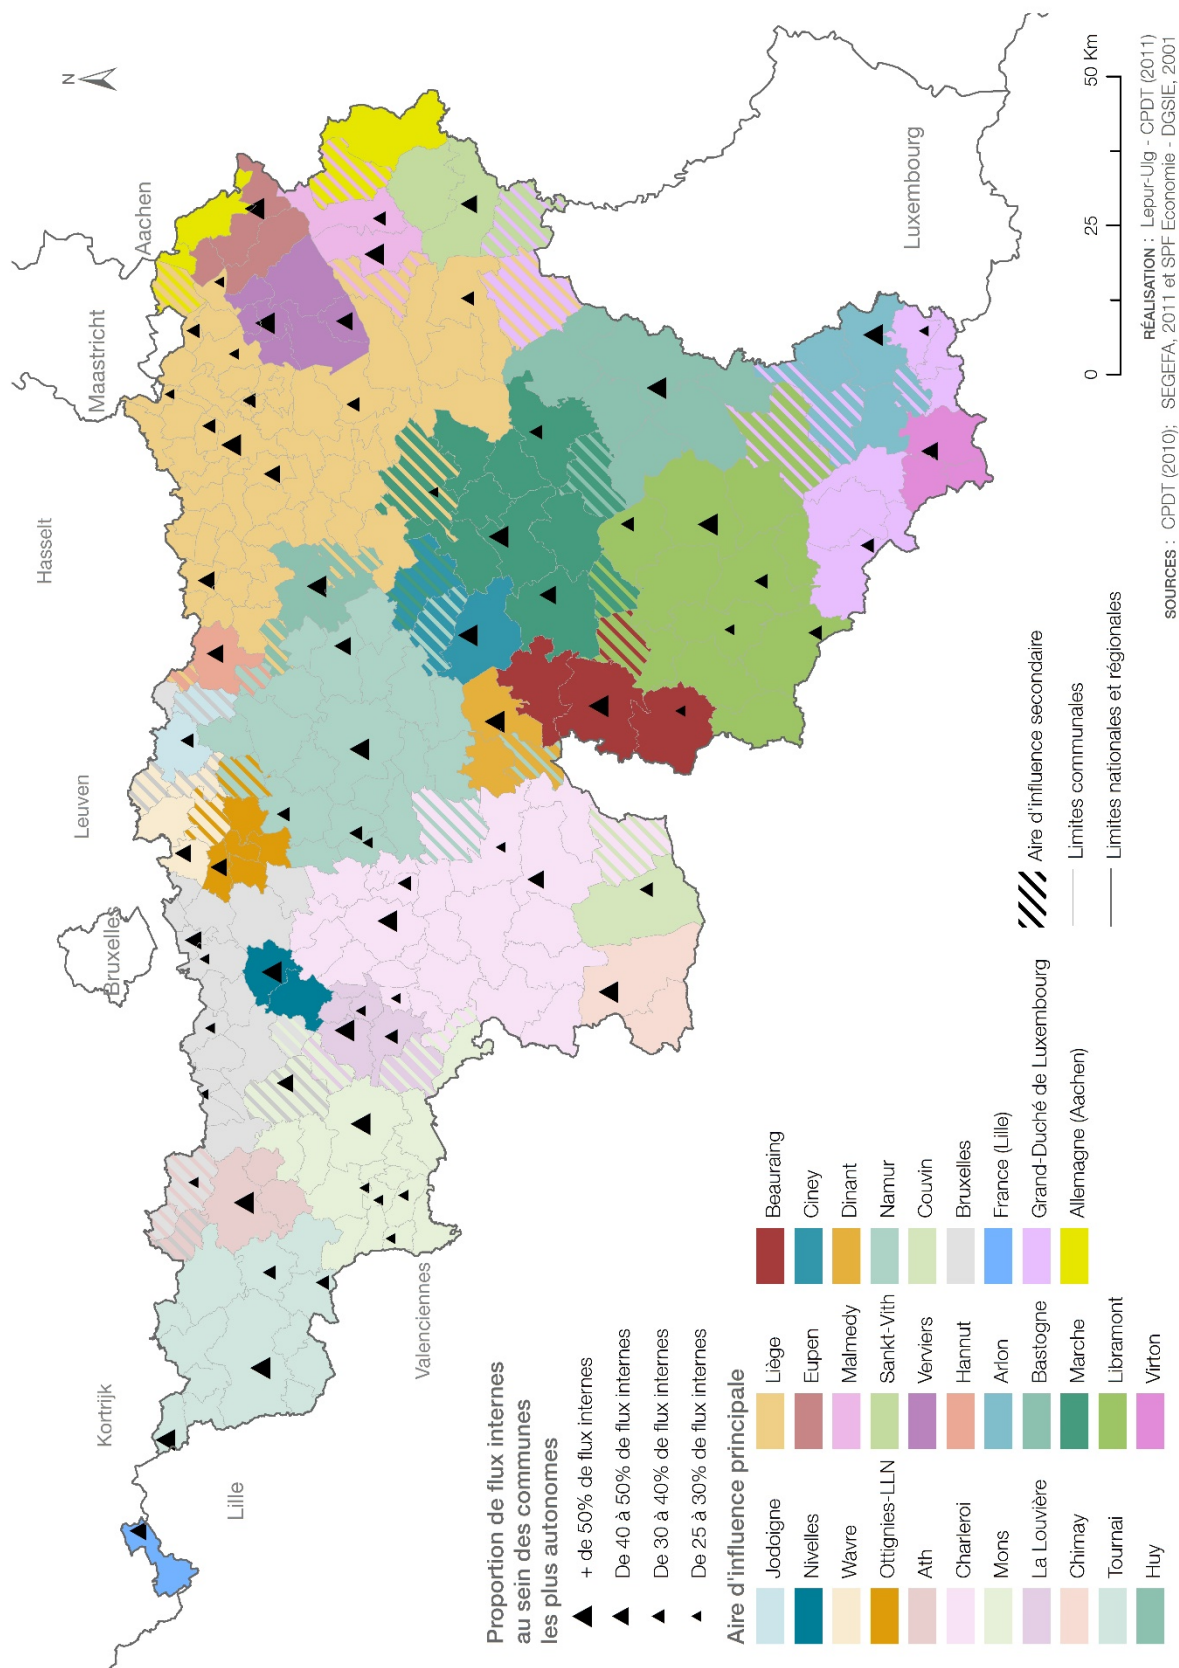 N
Kortrijk
Lille
Valenciennes
Bruxelles
Leuven
Hasselt
Maastricht
Aachen
Luxembourg
Proportion de flux internes
au sein des communes
les plus autonomes
+ de 50% de flux internes
De 40 à 50% de flux internes
De 30 à 40% de flux internes
De 25 à 30% de flux internes
Aire d'influence principale
Jodoigne
Nivelles
Wavre
Ottignies-LLN
Ath
Charleroi
Mons
La Louvière
Chimay
Tournai
Huy
Liège
Eupen
Malmedy
Sankt-Vith
Verviers
Hannut
Arlon
Bastogne
Marche
Libramont
Virton
Beauraing
Ciney
Dinant
Namur
Couvin
Bruxelles
France (Lille)
Grand-Duché de Luxembourg
Allemagne (Aachen)
Aire d'influence secondaire
Limites communales
Limites nationales et régionales
0 25 50 Km
RÉALISATION : Lepur-Ulg - CPDT (2011)
SOURCES : CPDT (2010); SEGEFA, 2011 et SPF Economie - DGSIE, 2001